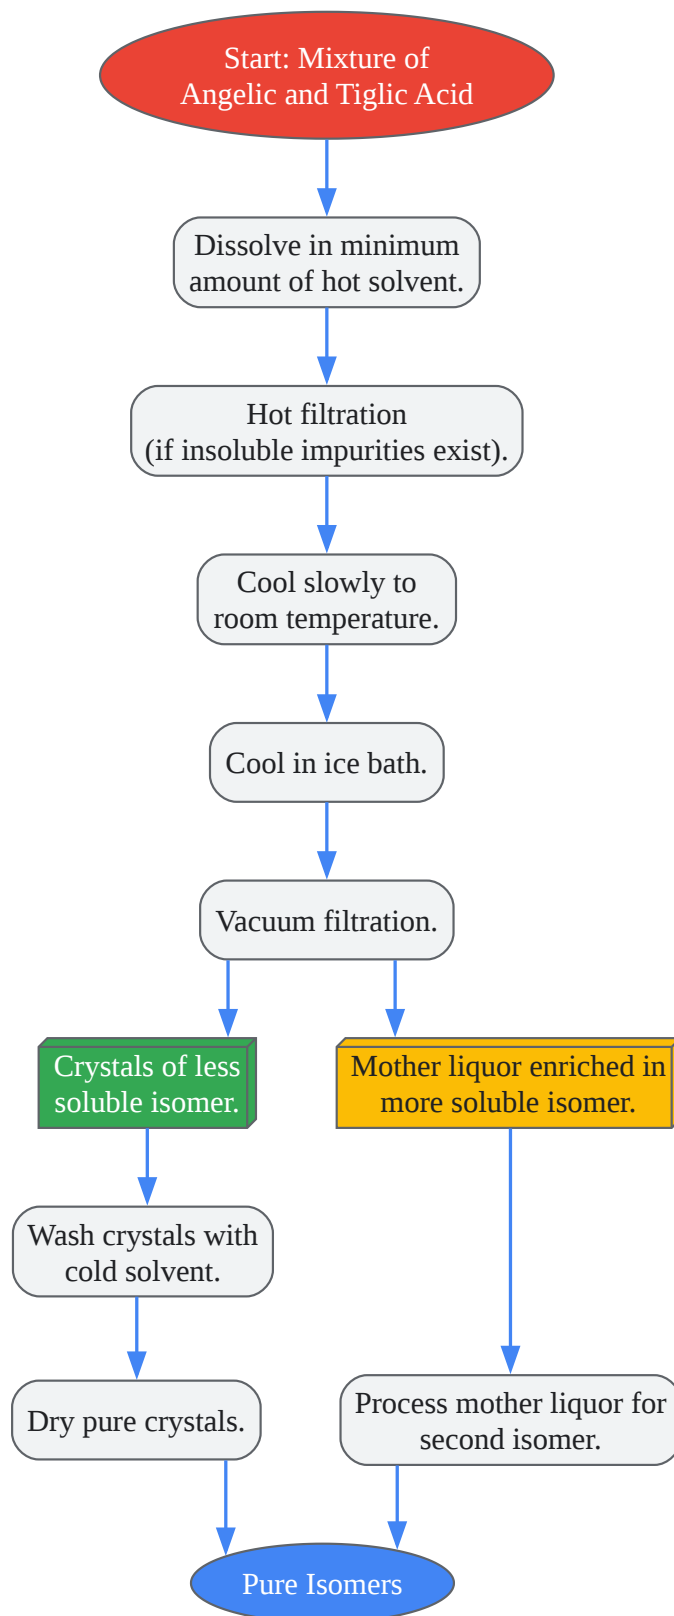 Start: Mixture of
Angelic and Tiglic Acid
Dissolve in minimum
amount of hot solvent.
Hot filtration
(if insoluble impurities exist).
Cool slowly to
room temperature.
Cool in ice bath.
Vacuum filtration.
Crystals of less
soluble isomer.
Mother liquor enriched in
more soluble isomer.
Wash crystals with
cold solvent.
Dry pure crystals.
Process mother liquor for
second isomer.
Pure Isomers